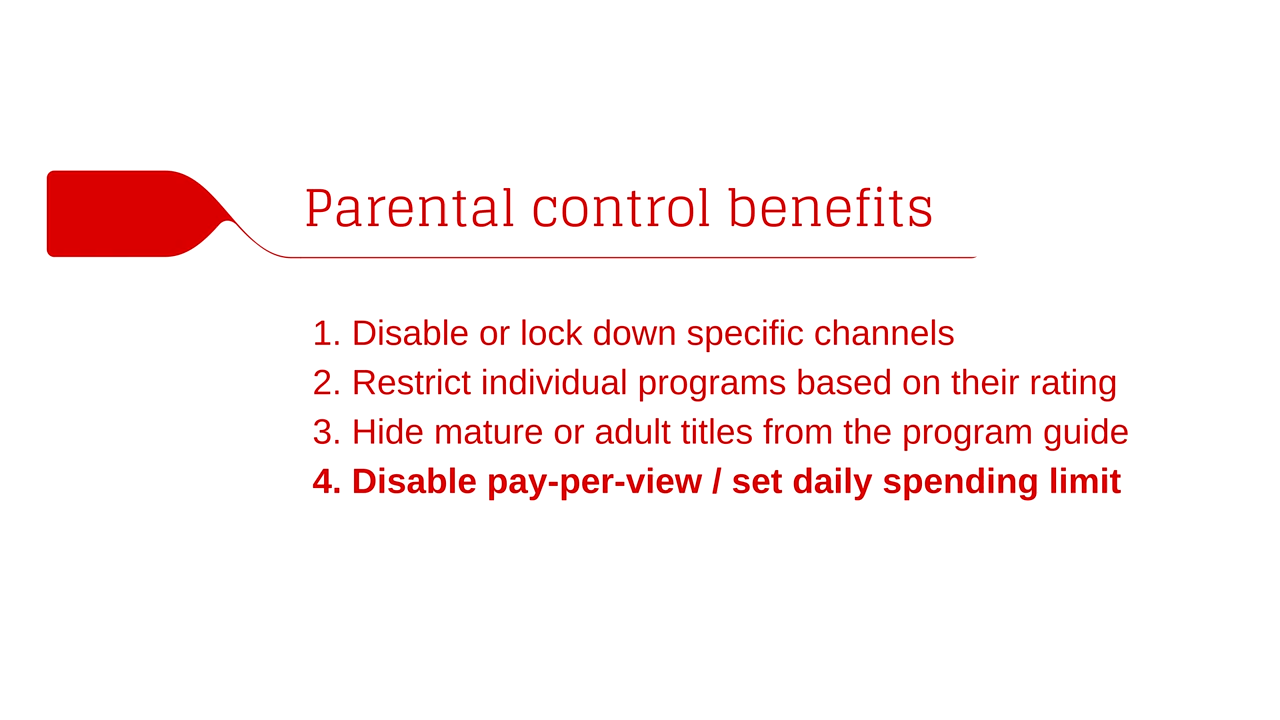 Parental control benefits
1. Disable or lock down specific channels
2. Restrict individual programs based on their rating
3. Hide mature or adult titles from the program guide
4. Disable pay-per-view / set daily spending limit